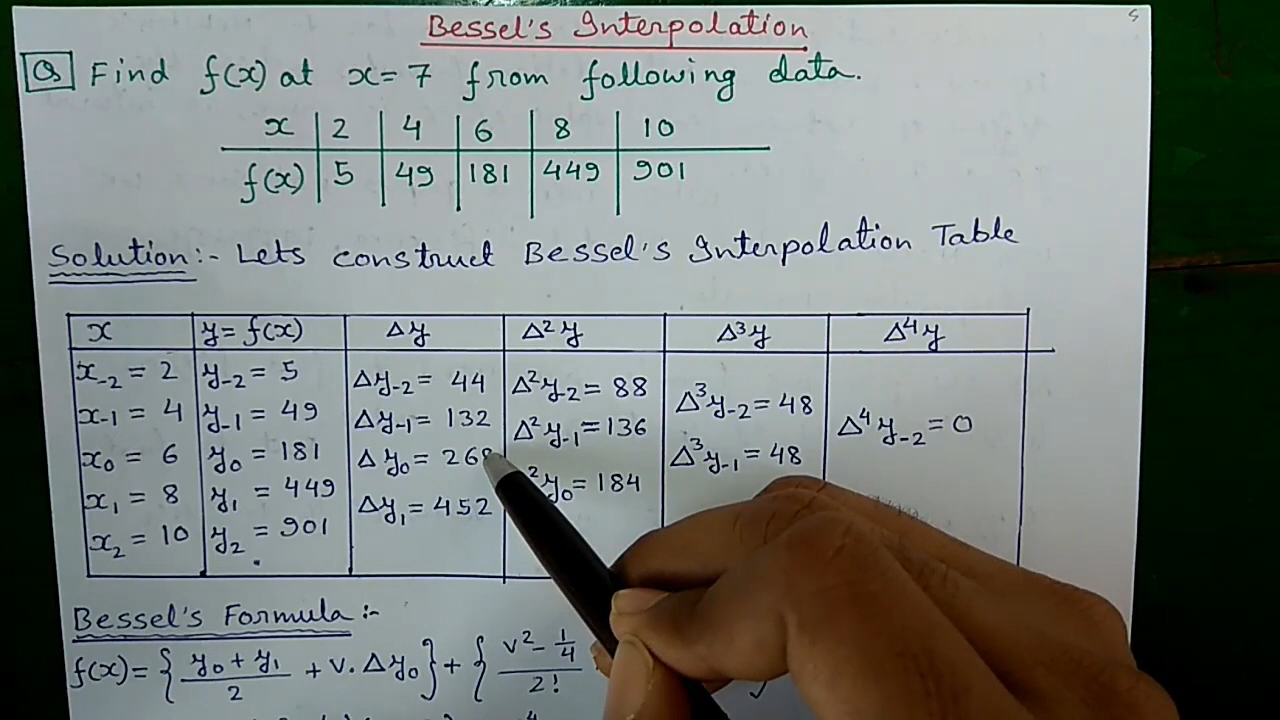 5
Bessel's Interpolation
Q Find f(x) at x=7 from following data.
x | 2 | 4 | 6 | 8 | 10
f(x) | 5 | 49 | 181 | 449 | 901
Solution:- Lets construct Bessel's Interpolation Table
x | y=f(x) | Δy | Δ²y | Δ³y | Δ⁴y
x₋₂ = 2 | y₋₂ = 5 | Δy₋₂ = 44 | Δ²y₋₂ = 88 | Δ³y₋₂ = 48 | Δ⁴y₋₂ = 0
x₋₁ = 4 | y₋₁ = 49 | Δy₋₁ = 132 | Δ²y₋₁ = 136 | Δ³y₋₁ = 48
x₀ = 6 | y₀ = 181 | Δy₀ = 268 | ²y₀ = 184
x₁ = 8 | y₁ = 449 | Δy₁ = 452
x₂ = 10 | y₂ = 901
Bessel's Formula:-
f(x) = {(y₀ + y₁)/2 + v. Δy₀} + {(v² - 1/4)/2!